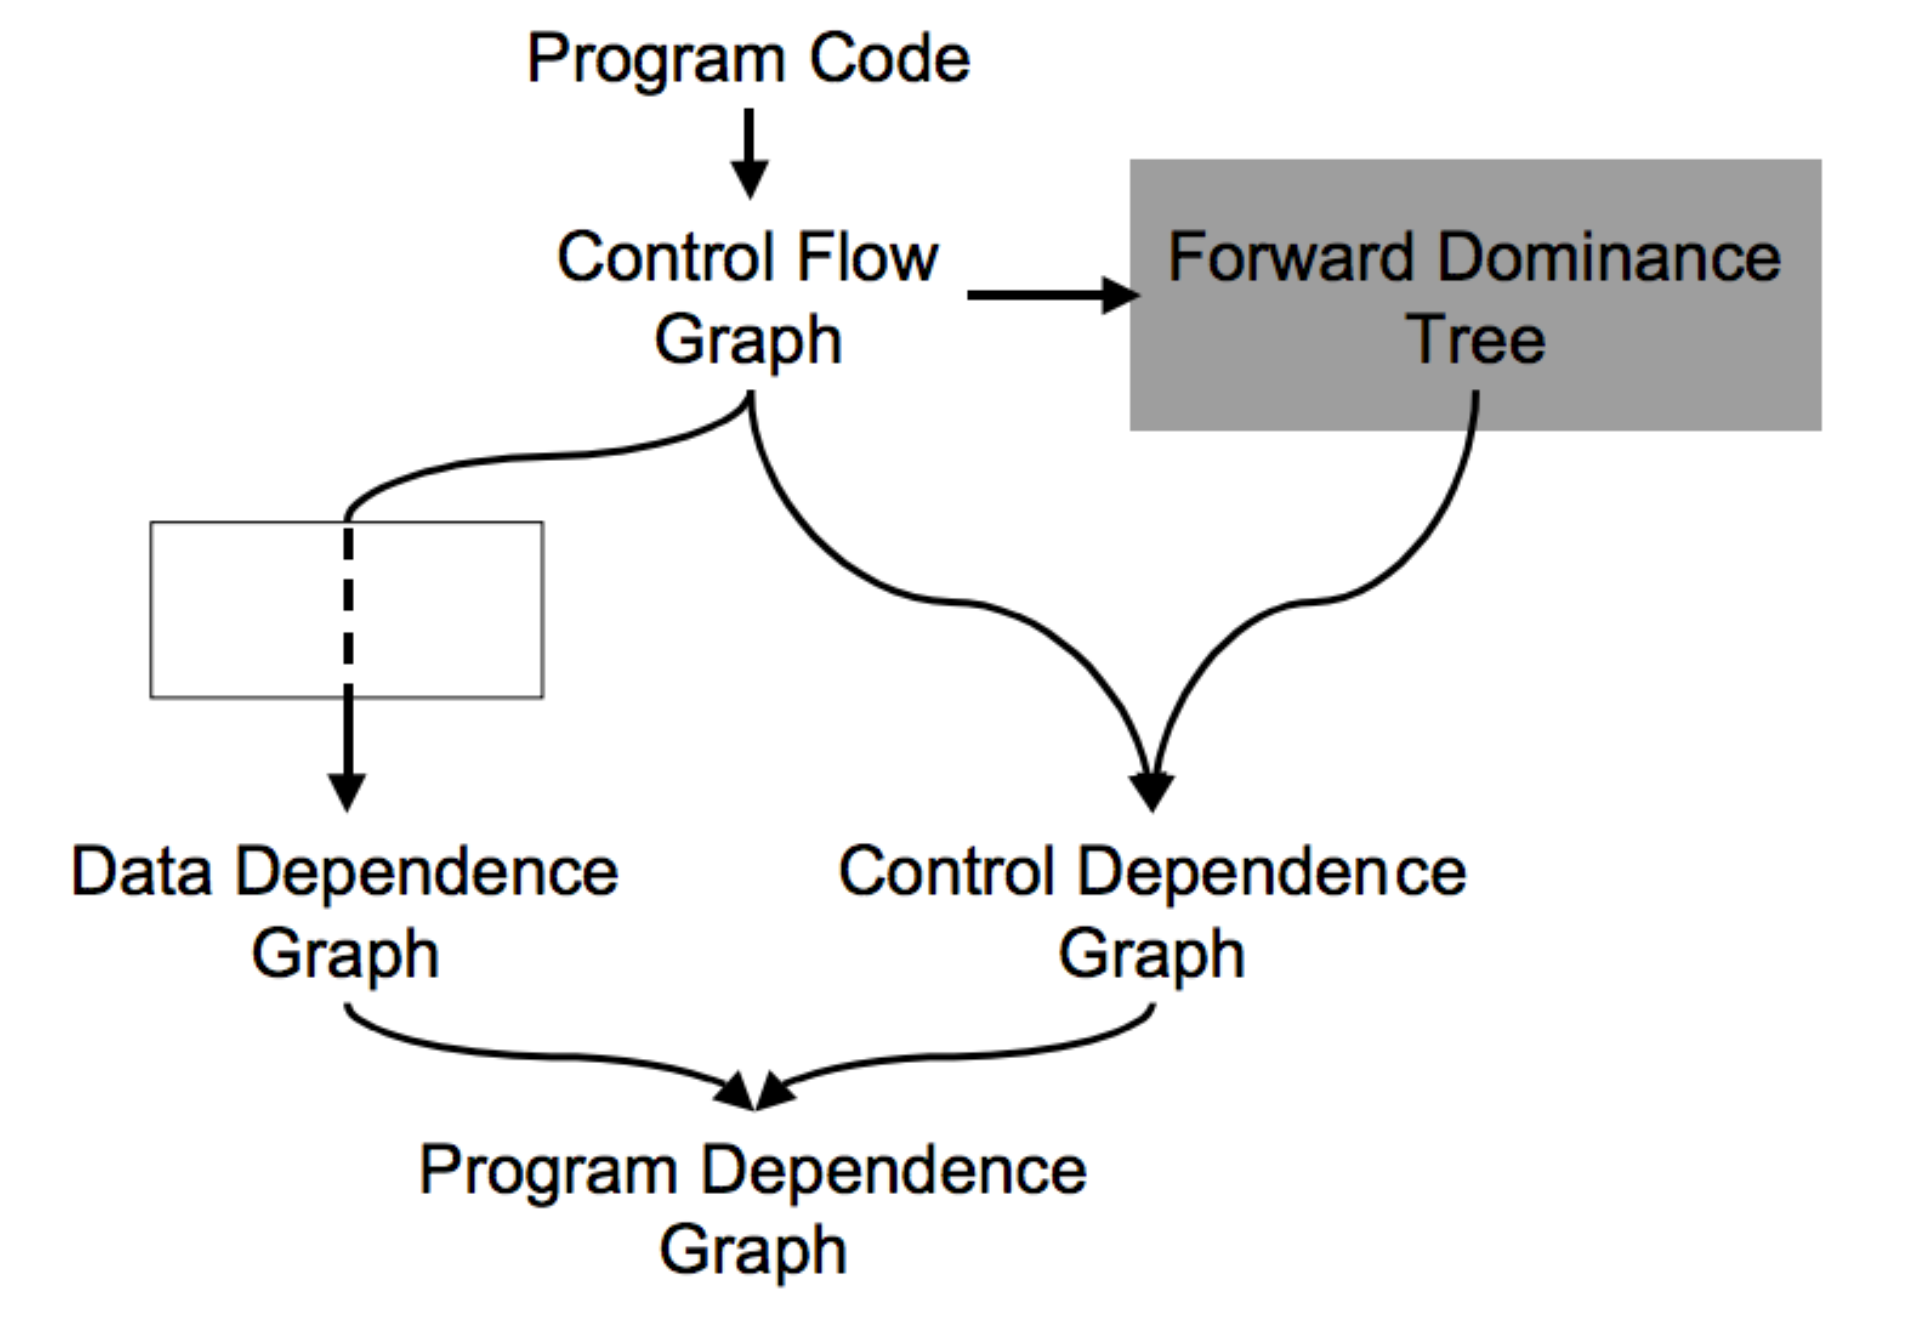 Program Code
Control Flow
Graph
Forward Dominance
Tree
Data Dependence
Graph
Control Dependence
Graph
Program Dependence
Graph